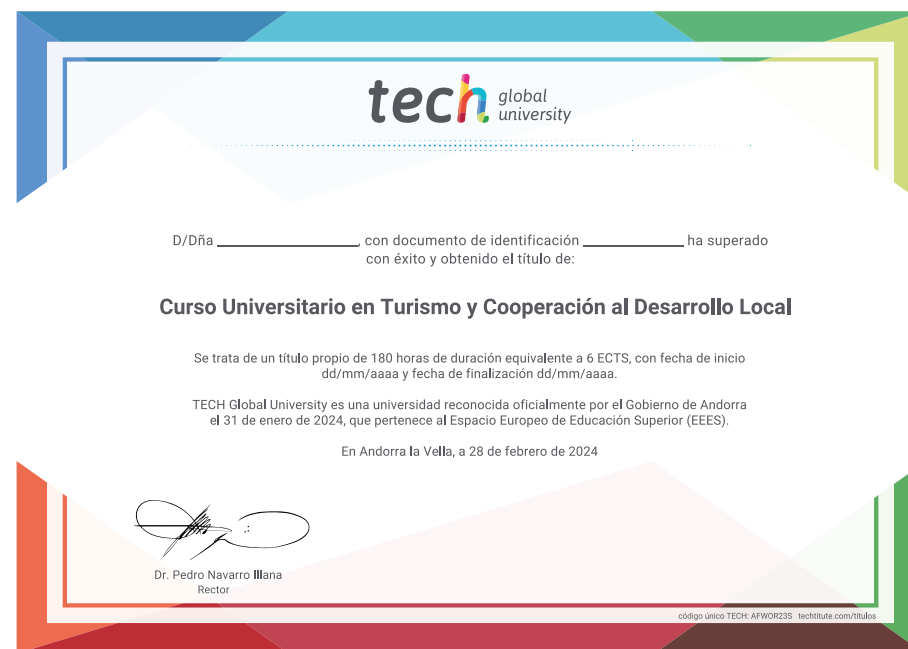 tech global university
D/Dña ____________________, con documento de identificación ______________ ha superado
con éxito y obtenido el título de:
Curso Universitario en Turismo y Cooperación al Desarrollo Local
Se trata de un título propio de 180 horas de duración equivalente a 6 ECTS, con fecha de inicio
dd/mm/aaaa y fecha de finalización dd/mm/aaaa.
TECH Global University es una universidad reconocida oficialmente por el Gobierno de Andorra
el 31 de enero de 2024, que pertenece al Espacio Europeo de Educación Superior (EEES).
En Andorra la Vella, a 28 de febrero de 2024
Dr. Pedro Navarro Illana
Rector
código único TECH: AFWOR23S techtitute.com/titulos